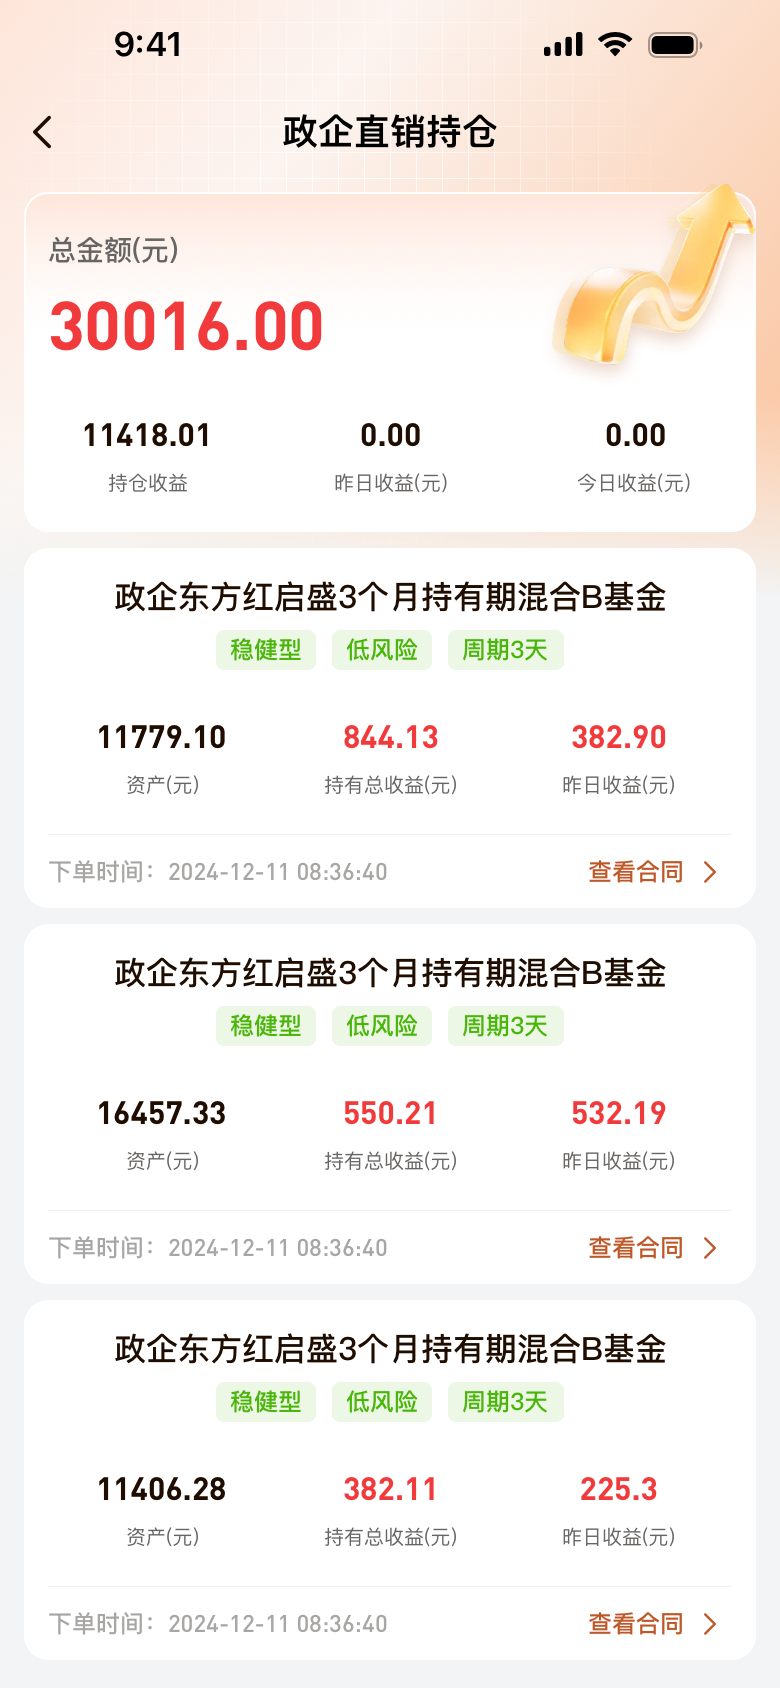 9:41
政企直销持仓
总金额(元)
30016.00
11418.01 0.00 0.00
持仓收益 昨日收益(元) 今日收益(元)
政企东方红启盛3个月持有期混合B基金
稳健型 低风险 周期3天
11779.10 844.13 382.90
资产(元) 持有总收益(元) 昨日收益(元)
下单时间：2024-12-11 08:36:40 查看合同
政企东方红启盛3个月持有期混合B基金
稳健型 低风险 周期3天
16457.33 550.21 532.19
资产(元) 持有总收益(元) 昨日收益(元)
下单时间：2024-12-11 08:36:40 查看合同
政企东方红启盛3个月持有期混合B基金
稳健型 低风险 周期3天
11406.28 382.11 225.3
资产(元) 持有总收益(元) 昨日收益(元)
下单时间：2024-12-11 08:36:40 查看合同